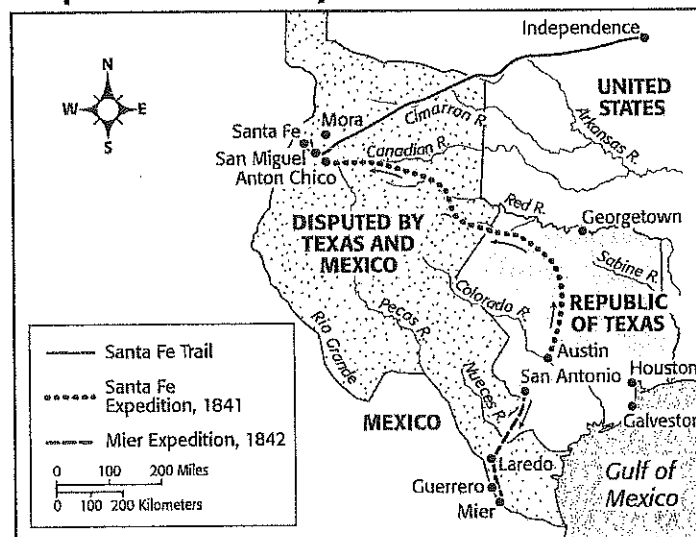 Independence
N
W
E
S
UNITED
STATES
Arkansas R.
Cimarron R.
Mora
Santa Fe
San Miguel
Anton Chico
Canadian R.
Red R.
Georgetown
DISPUTED BY
TEXAS AND
MEXICO
Sabine R.
Colorado R.
REPUBLIC
OF TEXAS
Pecos R.
Rio Grande
Austin
San Antonio
Houston
Galveston
Nueces R.
MEXICO
Laredo
Guerrero
Mier
Gulf of
Mexico
Santa Fe Trail
Santa Fe
Expedition, 1841
Mier Expedition, 1842
0 100 200 Miles
0 100 200 Kilometers